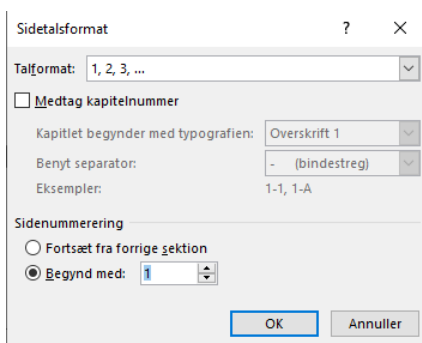 Sidetalsformat ?
Talformat: 1, 2, 3, ...
Medtag kapitelnummer
Kapitlet begynder med typografien: Overskrift 1
Benyt separator: - (bindestreg)
Eksempler: 1-1, 1-A
Sidenummerering
Fortsæt fra forrige sektion
Begynd med: 1
OK Annuller